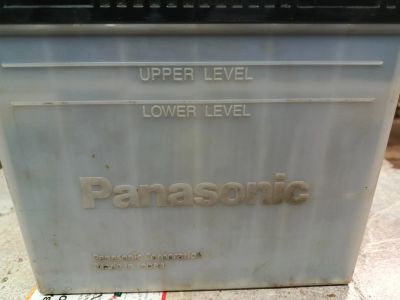 UPPER LEVEL
LOWER LEVEL
Panasonic
Panasonic Corporation